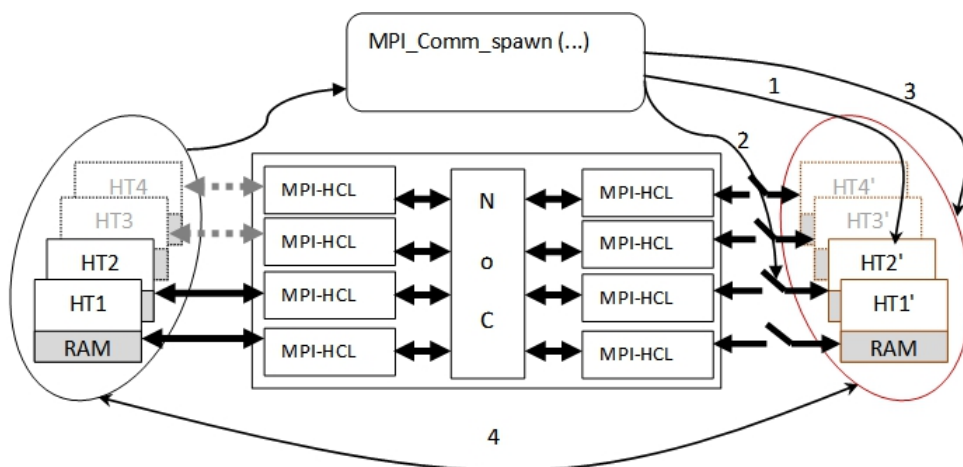 MPI_Comm_spawn (...)
1
3
2
HT4
MPI-HCL
N
MPI-HCL
HT4'
HT3
MPI-HCL
MPI-HCL
HT3'
HT2
o
HT2'
HT1
MPI-HCL
C
MPI-HCL
HT1'
RAM
MPI-HCL
MPI-HCL
RAM
4